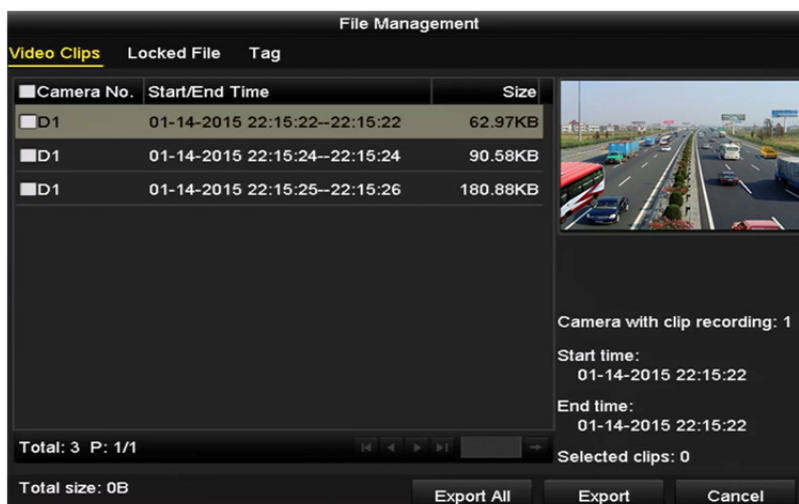 File Management
Video Clips Locked File Tag
Camera No. Start/End Time Size
D1 01-14-2015 22:15:22--22:15:22 62.97KB
D1 01-14-2015 22:15:24--22:15:24 90.58KB
D1 01-14-2015 22:15:25--22:15:26 180.88KB
Camera with clip recording: 1
Start time:
01-14-2015 22:15:22
End time:
01-14-2015 22:15:22
Selected clips: 0
Total: 3 P: 1/1
Total size: 0B
Export All Export Cancel